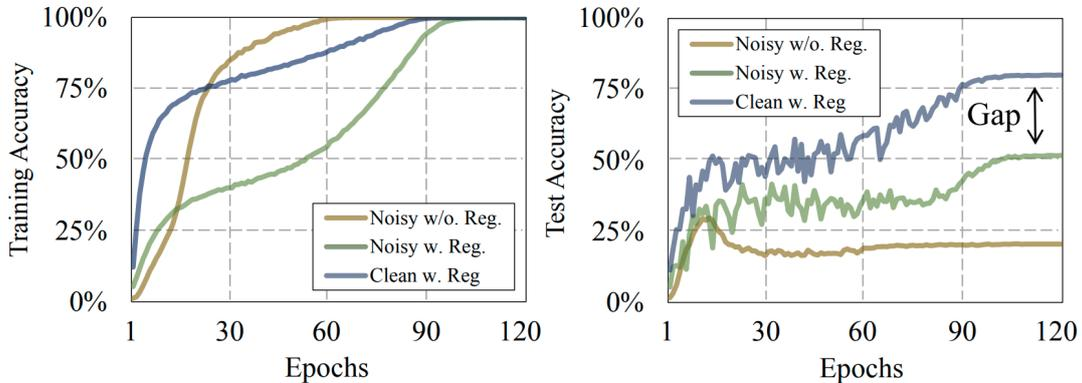 100%
75%
50%
25%
0%
Training Accuracy
Noisy w/o. Reg.
Noisy w. Reg.
Clean w. Reg
1 30 60 90 120
Epochs
100%
75%
50%
25%
0%
Test Accuracy
Noisy w/o. Reg.
Noisy w. Reg.
Clean w. Reg
Gap
1 30 60 90 120
Epochs